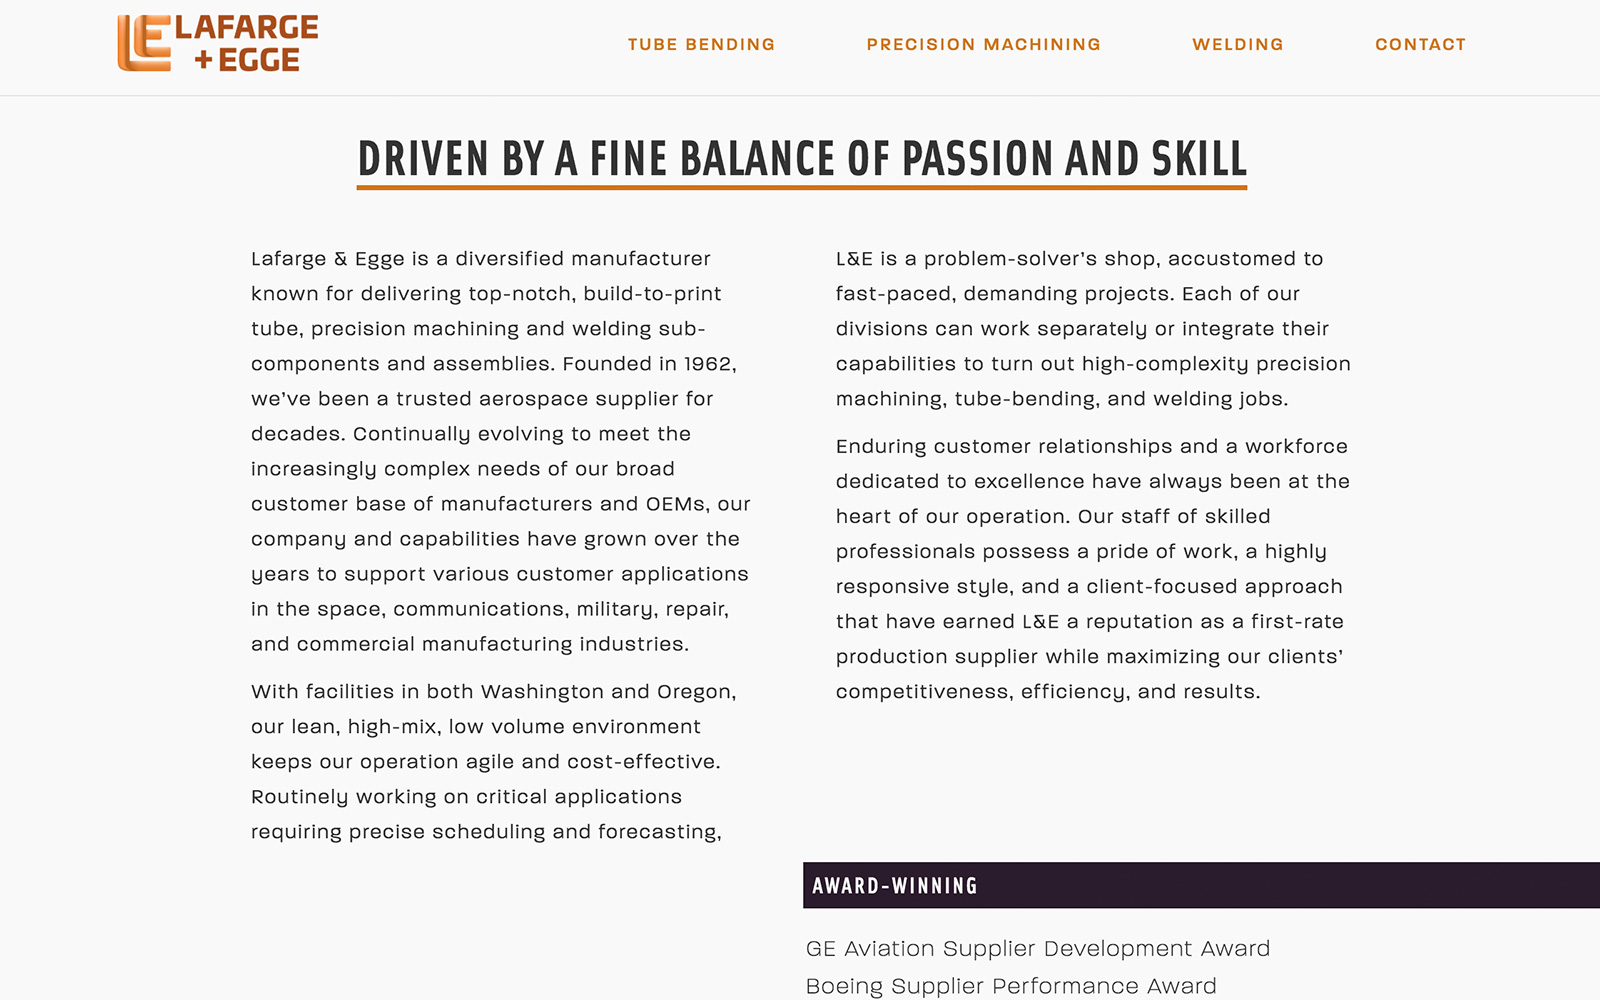 LAFARGE
+ EGGE
TUBE BENDING
PRECISION MACHINING
WELDING
CONTACT
DRIVEN BY A FINE BALANCE OF PASSION AND SKILL
Lafarge & Egge is a diversified manufacturer
known for delivering top-notch, build-to-print
tube, precision machining and welding sub-
components and assemblies. Founded in 1962,
we’ve been a trusted aerospace supplier for
decades. Continually evolving to meet the
increasingly complex needs of our broad
customer base of manufacturers and OEMs, our
company and capabilities have grown over the
years to support various customer applications
in the space, communications, military, repair,
and commercial manufacturing industries.
With facilities in both Washington and Oregon,
our lean, high-mix, low volume environment
keeps our operation agile and cost-effective.
Routinely working on critical applications
requiring precise scheduling and forecasting,
L&E is a problem-solver’s shop, accustomed to
fast-paced, demanding projects. Each of our
divisions can work separately or integrate their
capabilities to turn out high-complexity precision
machining, tube-bending, and welding jobs.
Enduring customer relationships and a workforce
dedicated to excellence have always been at the
heart of our operation. Our staff of skilled
professionals possess a pride of work, a highly
responsive style, and a client-focused approach
that have earned L&E a reputation as a first-rate
production supplier while maximizing our clients’
competitiveness, efficiency, and results.
AWARD-WINNING
GE Aviation Supplier Development Award
Boeing Supplier Performance Award